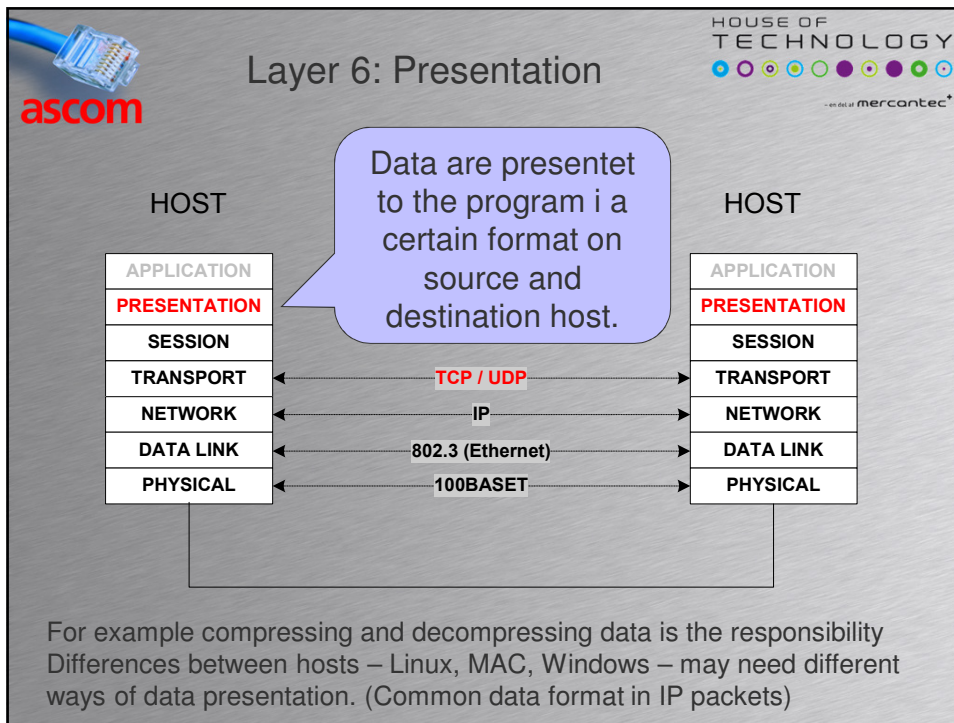 ascom
Layer 6: Presentation
HOUSE OF
TECHNOLOGY
- en del af mercantec+
HOST
Data are presentet
to the program i a
certain format on
source and
destination host.
HOST
APPLICATION
PRESENTATION
SESSION
TRANSPORT
NETWORK
DATA LINK
PHYSICAL
TCP / UDP
IP
802.3 (Ethernet)
100BASET
APPLICATION
PRESENTATION
SESSION
TRANSPORT
NETWORK
DATA LINK
PHYSICAL
For example compressing and decompressing data is the responsibility
Differences between hosts – Linux, MAC, Windows – may need different
ways of data presentation. (Common data format in IP packets)